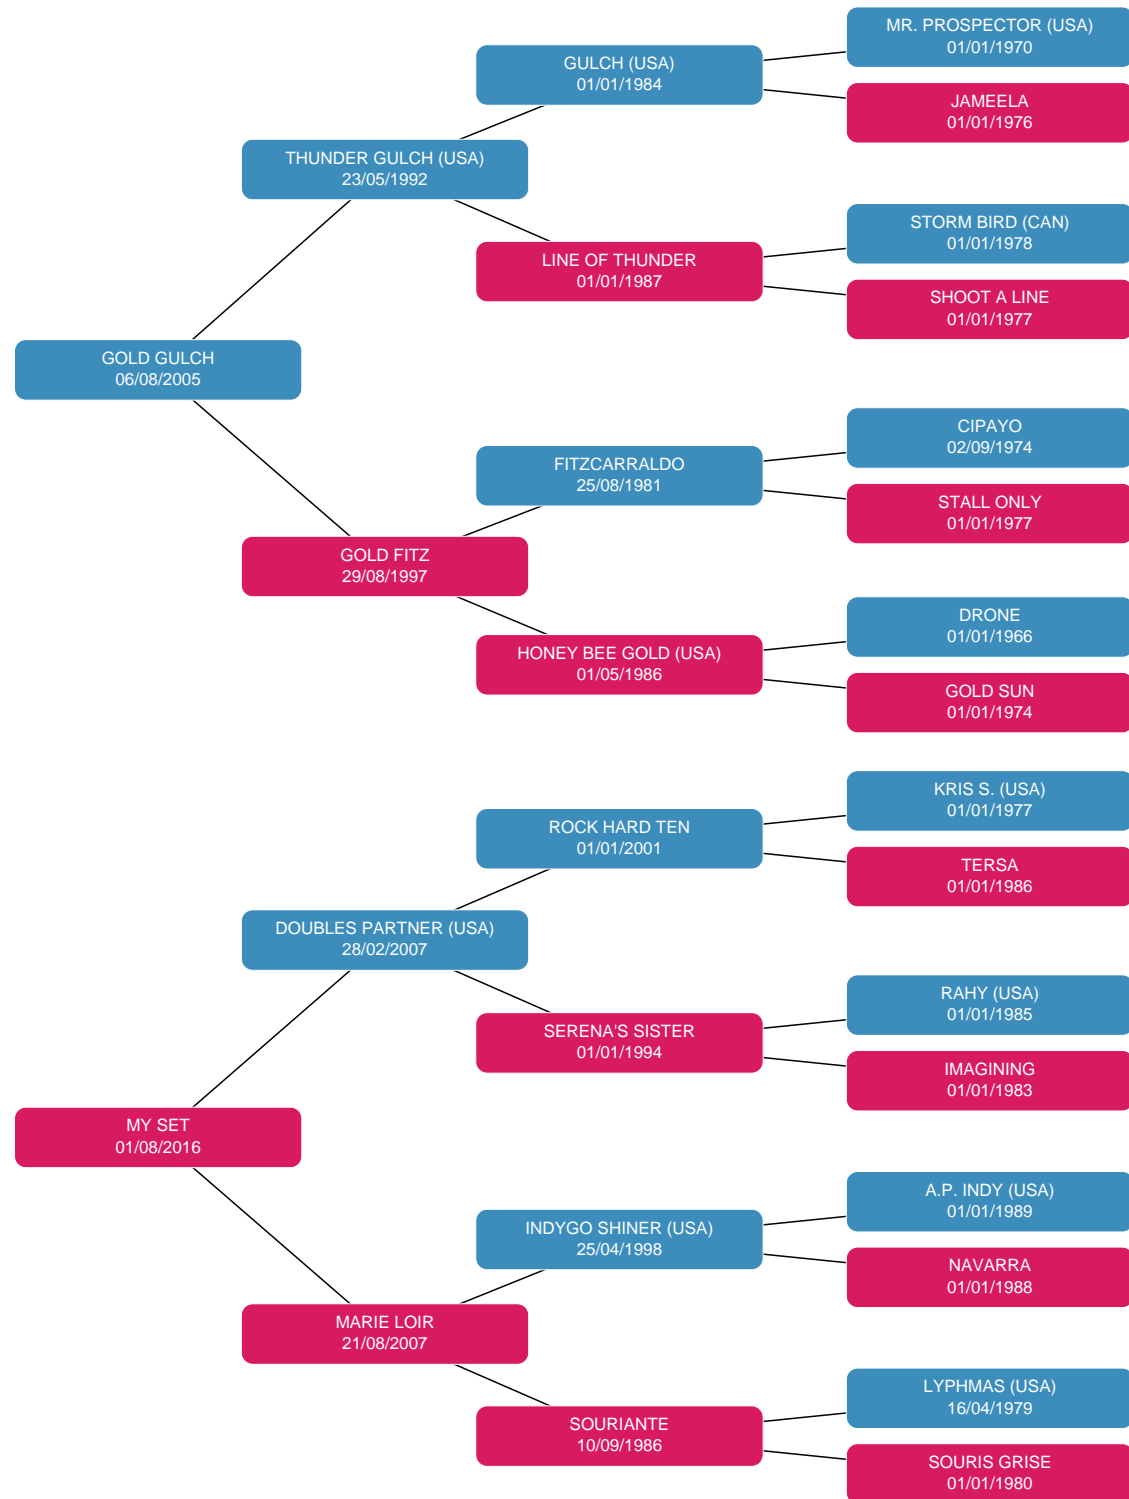 MR. PROSPECTOR (USA)
01/01/1970
GULCH (USA)
01/01/1984
JAMEELA
01/01/1976
THUNDER GULCH (USA)
23/05/1992
STORM BIRD (CAN)
01/01/1978
LINE OF THUNDER
01/01/1987
SHOOT A LINE
01/01/1977
GOLD GULCH
06/08/2005
CIPAYO
02/09/1974
FITZCARRALDO
25/08/1981
STALL ONLY
01/01/1977
GOLD FITZ
29/08/1997
DRONE
01/01/1966
HONEY BEE GOLD (USA)
01/05/1986
GOLD SUN
01/01/1974
KRIS S. (USA)
01/01/1977
ROCK HARD TEN
01/01/2001
TERSA
01/01/1986
DOUBLES PARTNER (USA)
28/02/2007
RAHY (USA)
01/01/1985
SERENA'S SISTER
01/01/1994
IMAGINING
01/01/1983
MY SET
01/08/2016
A.P. INDY (USA)
01/01/1989
INDYGO SHINER (USA)
25/04/1998
NAVARRA
01/01/1988
MARIE LOIR
21/08/2007
LYPHMAS (USA)
16/04/1979
SOURIANTE
10/09/1986
SOURIS GRISE
01/01/1980